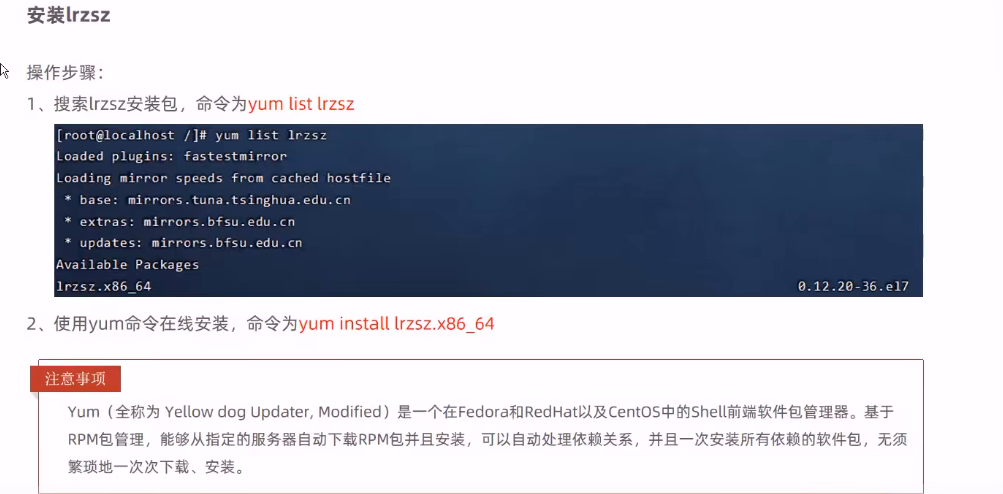 安装lrzsz
操作步骤：
1、搜索lrzsz安装包，命令为yum list lrzsz
[root@localhost /]# yum list lrzsz
Loaded plugins: fastestmirror
Loading mirror speeds from cached hostfile
 * base: mirrors.tuna.tsinghua.edu.cn
 * extras: mirrors.bfsu.edu.cn
 * updates: mirrors.bfsu.edu.cn
Available Packages
lrzsz.x86_64 0.12.20-36.el7
2、使用yum命令在线安装，命令为yum install lrzsz.x86_64
注意事项
Yum（全称为 Yellow dog Updater, Modified）是一个在Fedora和RedHat以及CentOS中的Shell前端软件包管理器。基于
RPM包管理，能够从指定的服务器自动下载RPM包并且安装，可以自动处理依赖关系，并且一次安装所有依赖的软件包，无须
繁琐地一次次下载、安装。